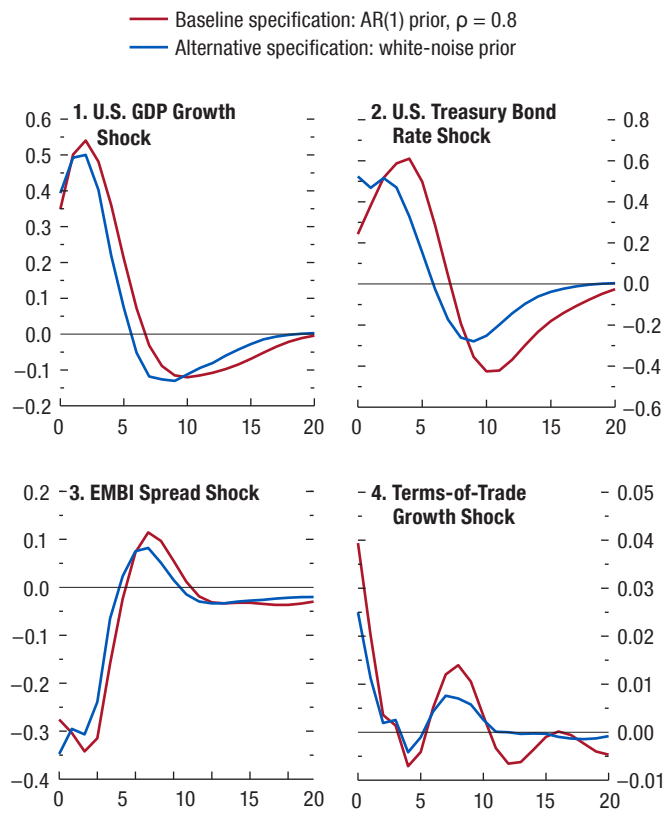 Baseline specification: AR(1) prior, ρ = 0.8
Alternative specification: white-noise prior
1. U.S. GDP Growth
Shock
0.6
0.5
0.4
0.3
0.2
0.1
0.0
−0.1
−0.2
0 5 10 15 20
2. U.S. Treasury Bond
Rate Shock
0.8
0.6
0.4
0.2
0.0
−0.2
−0.4
−0.6
0 5 10 15 20
3. EMBI Spread Shock
0.2
0.1
0.0
−0.1
−0.2
−0.3
−0.4
0 5 10 15 20
4. Terms-of-Trade
Growth Shock
0.05
0.04
0.03
0.02
0.01
0.00
−0.01
0 5 10 15 20